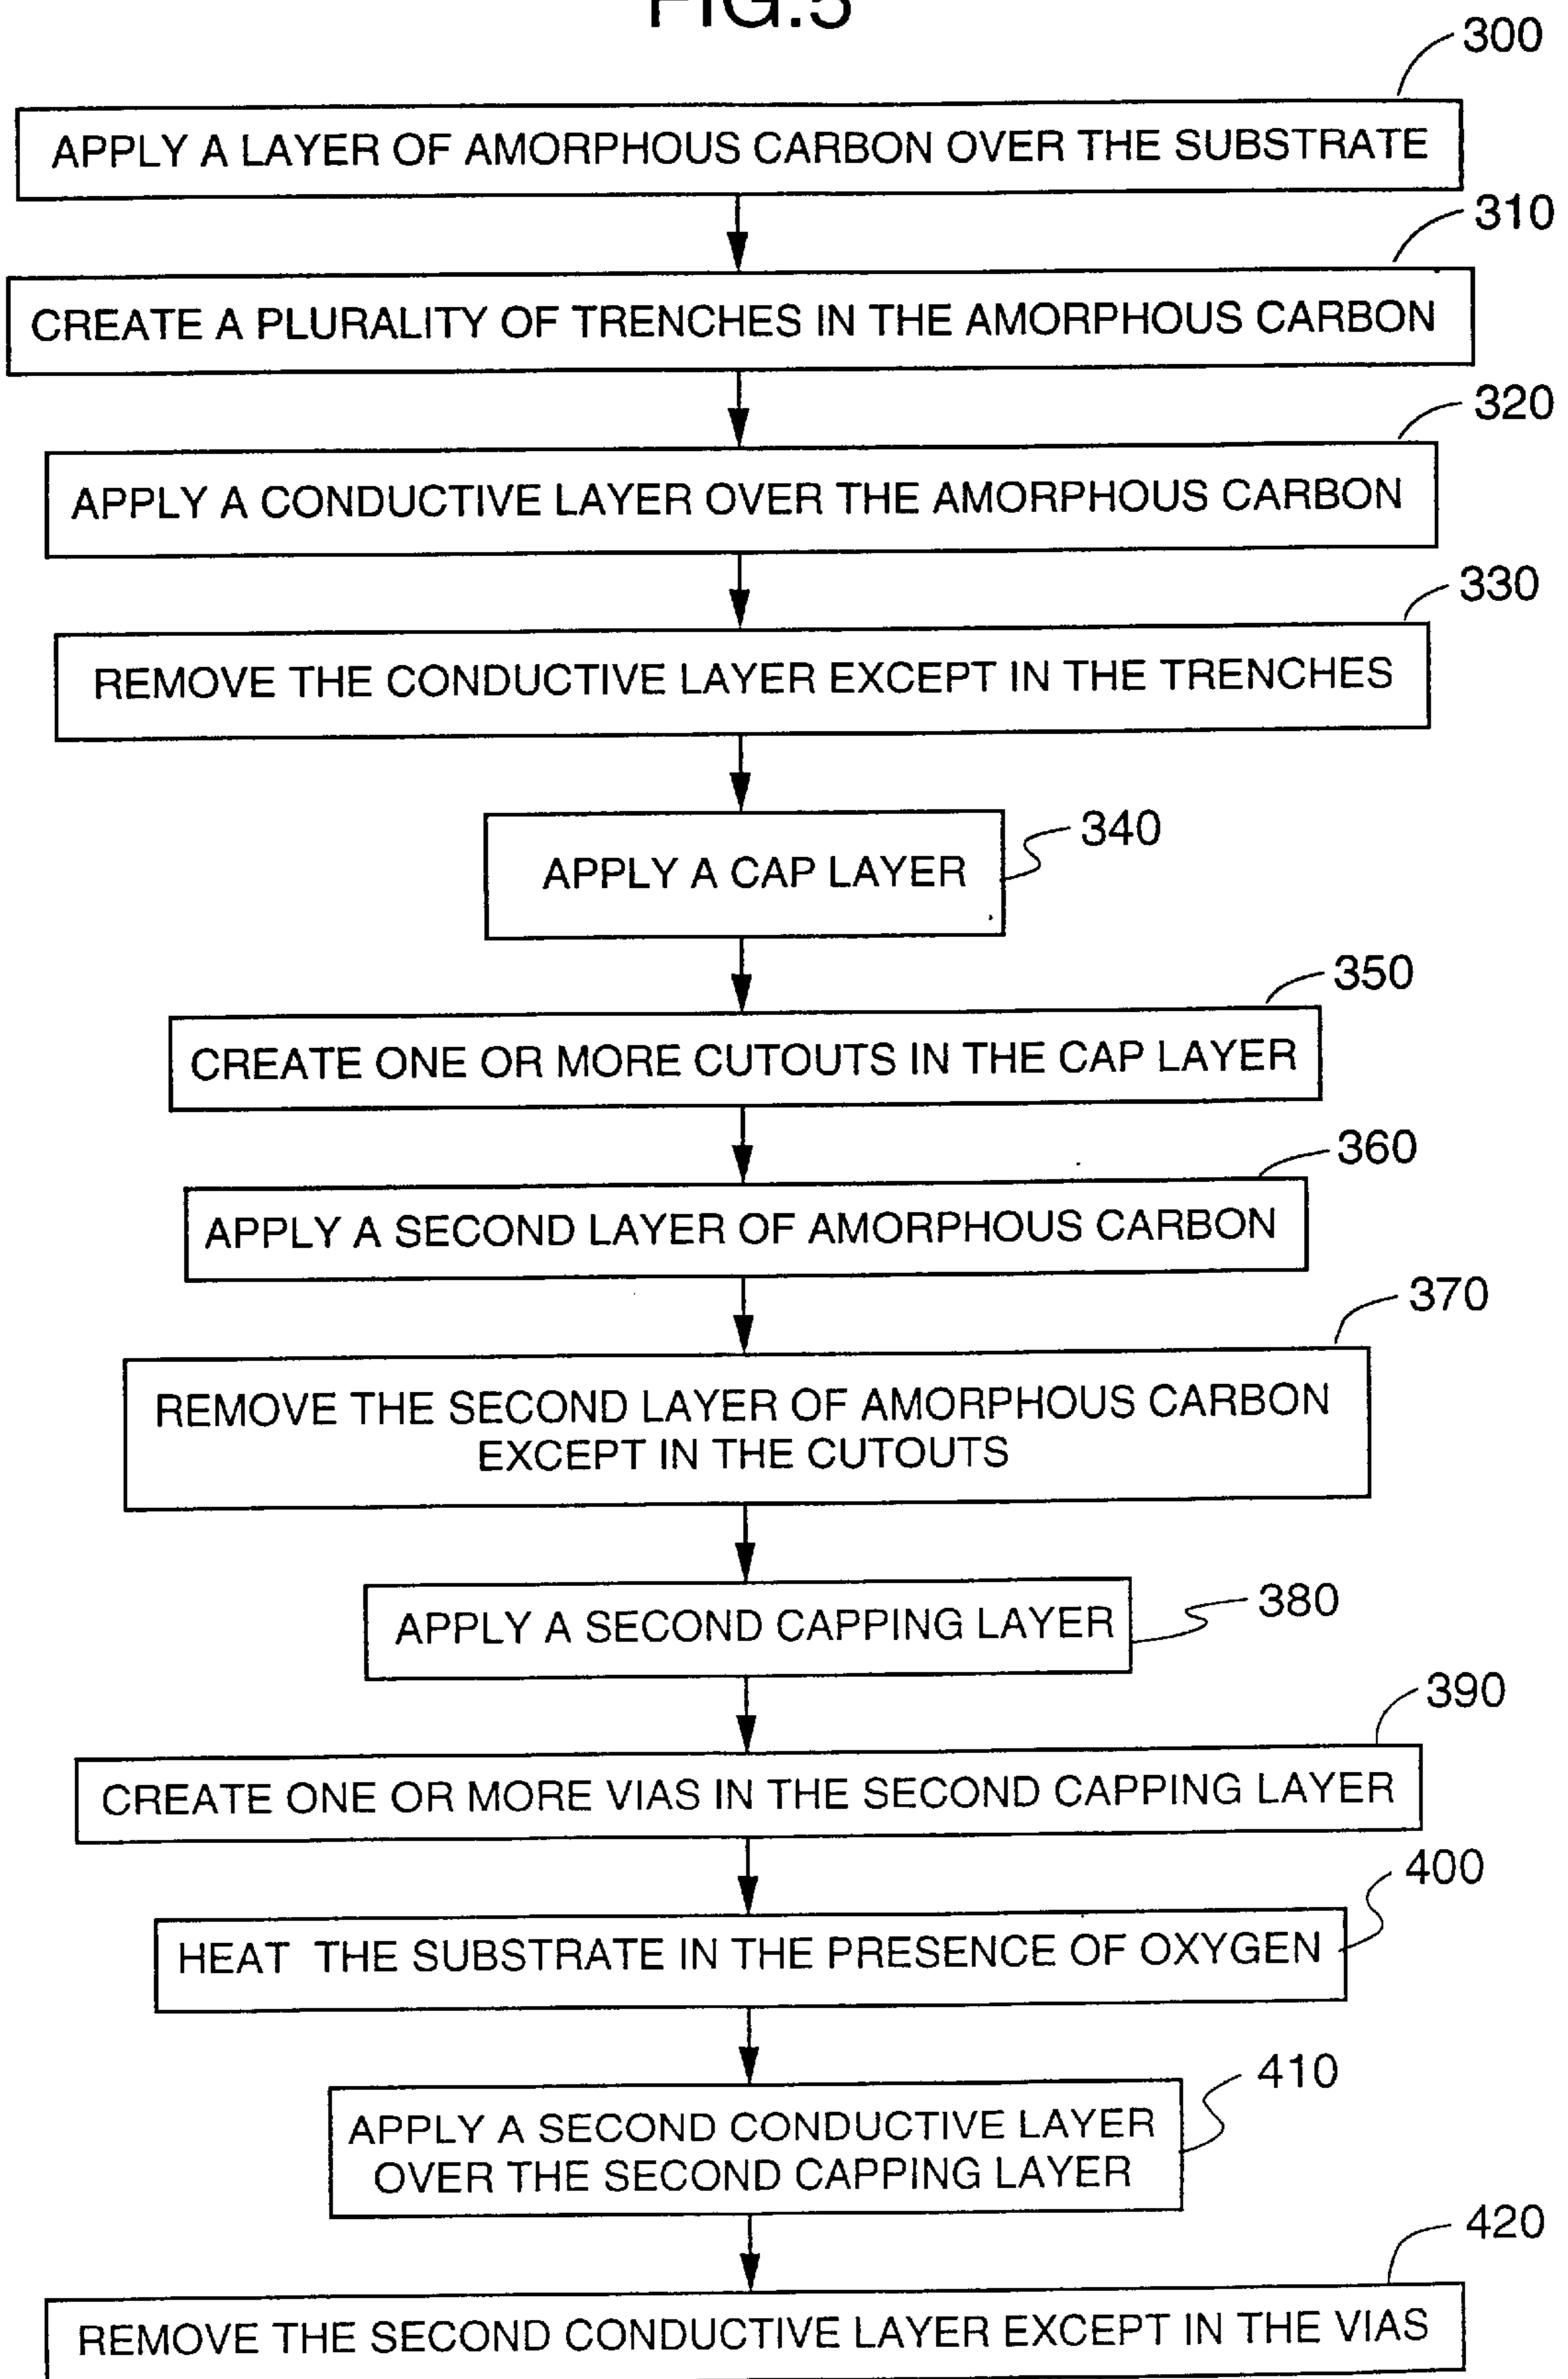 FIG.5
300
APPLY A LAYER OF AMORPHOUS CARBON OVER THE SUBSTRATE
310
CREATE A PLURALITY OF TRENCHES IN THE AMORPHOUS CARBON
320
APPLY A CONDUCTIVE LAYER OVER THE AMORPHOUS CARBON
330
REMOVE THE CONDUCTIVE LAYER EXCEPT IN THE TRENCHES
340
APPLY A CAP LAYER
350
CREATE ONE OR MORE CUTOUTS IN THE CAP LAYER
360
APPLY A SECOND LAYER OF AMORPHOUS CARBON
370
REMOVE THE SECOND LAYER OF AMORPHOUS CARBON
EXCEPT IN THE CUTOUTS
380
APPLY A SECOND CAPPING LAYER
390
CREATE ONE OR MORE VIAS IN THE SECOND CAPPING LAYER
400
HEAT THE SUBSTRATE IN THE PRESENCE OF OXYGEN
410
APPLY A SECOND CONDUCTIVE LAYER
OVER THE SECOND CAPPING LAYER
420
REMOVE THE SECOND CONDUCTIVE LAYER EXCEPT IN THE VIAS